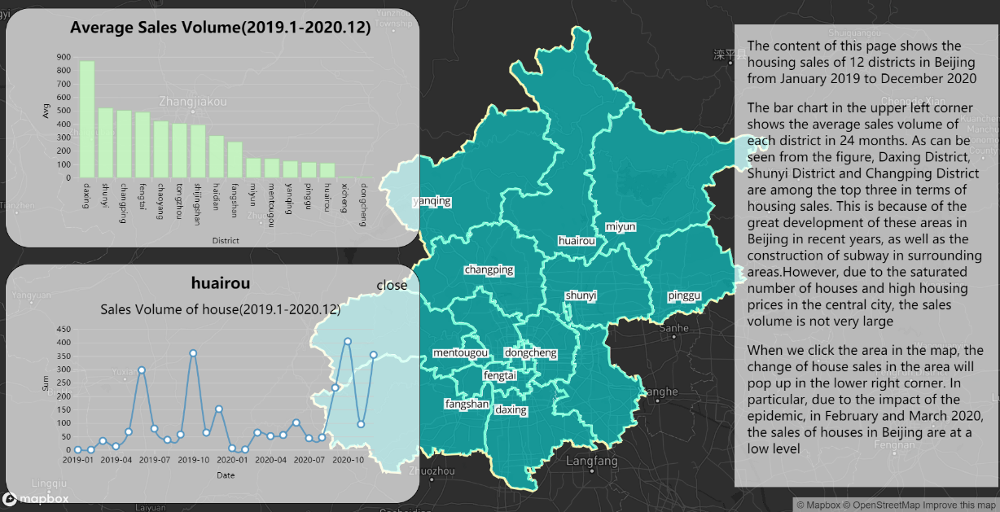 Average Sales Volume(2019.1-2020.12)
900
800
700
600
500
400
300
200
100
0
Avg
daxing
shunyi
changping
fengtai
chaoyang
tongzhou
shijingshan
haidian
fangshan
miyun
mentougou
yanqing
pinggu
huairou
xicheng
dongcheng
District
huairou
close
Sales Volume of house(2019.1-2020.12)
450
400
350
300
250
200
150
100
50
0
Sum
2019-01
2019-04
2019-07
2019-10
2020-01
2020-04
2020-07
2020-10
Date
Township
Zhangjiakou
Yangyuan
Lingqiu
Laiyuan
Zhuozhou
Langfang
Sanhe
anghe
Fengnan
Chengde Xian
滦平县
yanqing
huairou
miyun
changping
shunyi
pinggu
mentougou
dongcheng
fengtai
fangshan
daxing
The content of this page shows the
housing sales of 12 districts in Beijing
from January 2019 to December 2020
The bar chart in the upper left corner
shows the average sales volume of
each district in 24 months. As can be
seen from the figure, Daxing District,
Shunyi District and Changping District
are among the top three in terms of
housing sales. This is because of the
great development of these areas in
Beijing in recent years, as well as the
construction of subway in surrounding
areas.However, due to the saturated
number of houses and high housing
prices in the central city, the sales
volume is not very large
When we click the area in the map, the
change of house sales in the area will
pop up in the lower right corner. In
particular, due to the impact of the
epidemic, in February and March 2020,
the sales of houses in Beijing are at a
low level
mapbox
© Mapbox © OpenStreetMap Improve this map